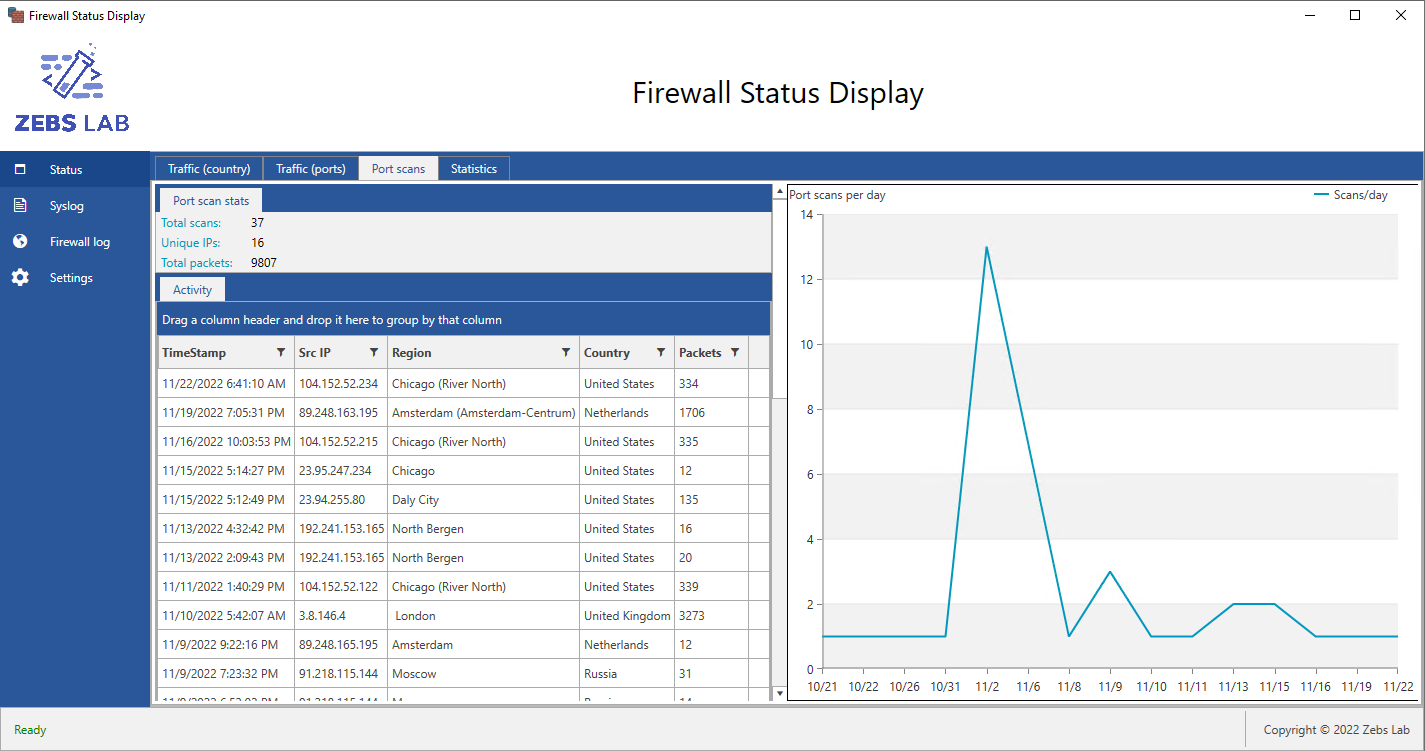 Firewall Status Display
ZEBS LAB
Firewall Status Display
Status
Syslog
Firewall log
Settings
Traffic (country) Traffic (ports) Port scans Statistics
Port scan stats
Total scans: 37
Unique IPs: 16
Total packets: 9807
Activity
Drag a column header and drop it here to group by that column
TimeStamp Src IP Region Country Packets
11/22/2022 6:41:10 AM 104.152.52.234 Chicago (River North) United States 334
11/19/2022 7:05:31 PM 89.248.163.195 Amsterdam (Amsterdam-Centrum) Netherlands 1706
11/16/2022 10:03:53 PM 104.152.52.215 Chicago (River North) United States 335
11/15/2022 5:14:27 PM 23.95.247.234 Chicago United States 12
11/15/2022 5:12:49 PM 23.94.255.80 Daly City United States 135
11/13/2022 4:32:42 PM 192.241.153.165 North Bergen United States 16
11/13/2022 2:09:43 PM 192.241.153.165 North Bergen United States 20
11/11/2022 1:40:29 PM 104.152.52.122 Chicago (River North) United States 339
11/10/2022 5:42:07 AM 3.8.146.4 London United Kingdom 3273
11/9/2022 9:22:16 PM 89.248.165.195 Amsterdam Netherlands 12
11/9/2022 7:23:32 PM 91.218.115.144 Moscow Russia 31
Port scans per day
Scans/day
14
12
10
8
6
4
2
0
10/21 10/22 10/26 10/31 11/2 11/6 11/8 11/9 11/10 11/11 11/13 11/15 11/16 11/19 11/22
Ready
Copyright © 2022 Zebs Lab